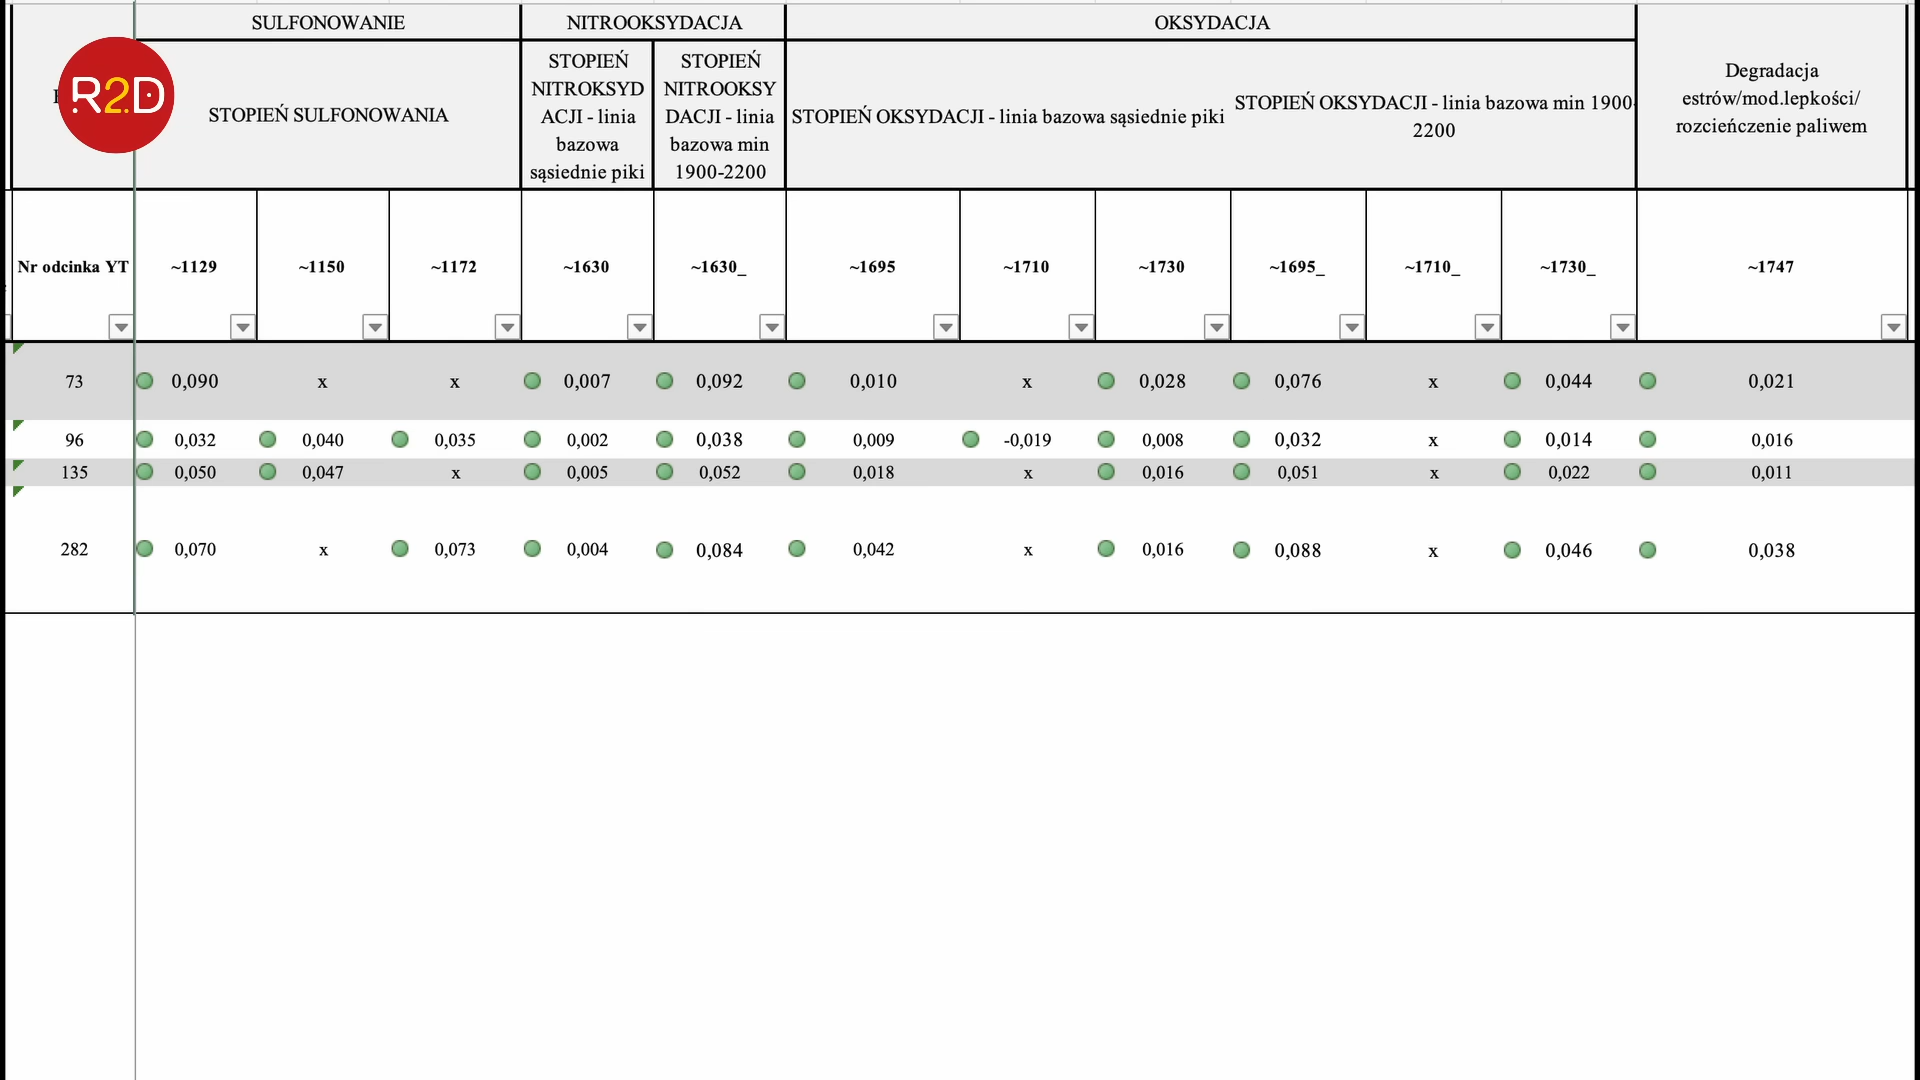 SULFONOWANIE NITROOKSYDACJA OKSYDACJA
R2D
STOPIEŃ SULFONOWANIA
STOPIEŃ
NITROKSYD
ACJI - linia
bazowa
sąsiednie piki
STOPIEŃ
NITROOKSY
DACJI - linia
bazowa min
1900-2200
STOPIEŃ OKSYDACJI - linia bazowa sąsiednie piki
STOPIEŃ OKSYDACJI - linia bazowa min 1900-
2200
Degradacja
estrów/mod.lepkości/
rozcieńczenie paliwem
Nr odcinka YT ~1129 ~1150 ~1172 ~1630 ~1630_ ~1695 ~1710 ~1730 ~1695_ ~1710_ ~1730_ ~1747
73 0,090 x x 0,007 0,092 0,010 x 0,028 0,076 x 0,044 0,021
96 0,032 0,040 0,035 0,002 0,038 0,009 -0,019 0,008 0,032 x 0,014 0,016
135 0,050 0,047 x 0,005 0,052 0,018 x 0,016 0,051 x 0,022 0,011
282 0,070 x 0,073 0,004 0,084 0,042 x 0,016 0,088 x 0,046 0,038